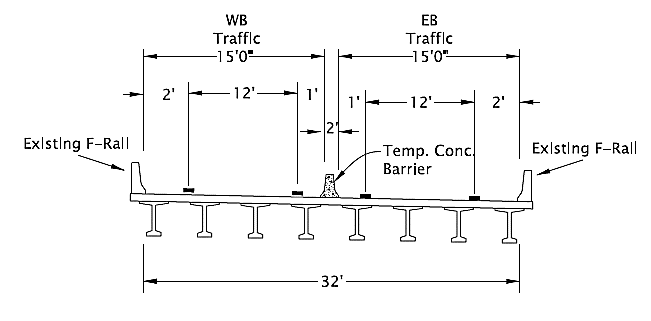 WB
Traffic
15'0"
EB
Traffic
15'0"
2'
12'
1'
1'
12'
2'
2'
Existing F-Rail
Temp. Conc.
Barrier
Existing F-Rail
32'